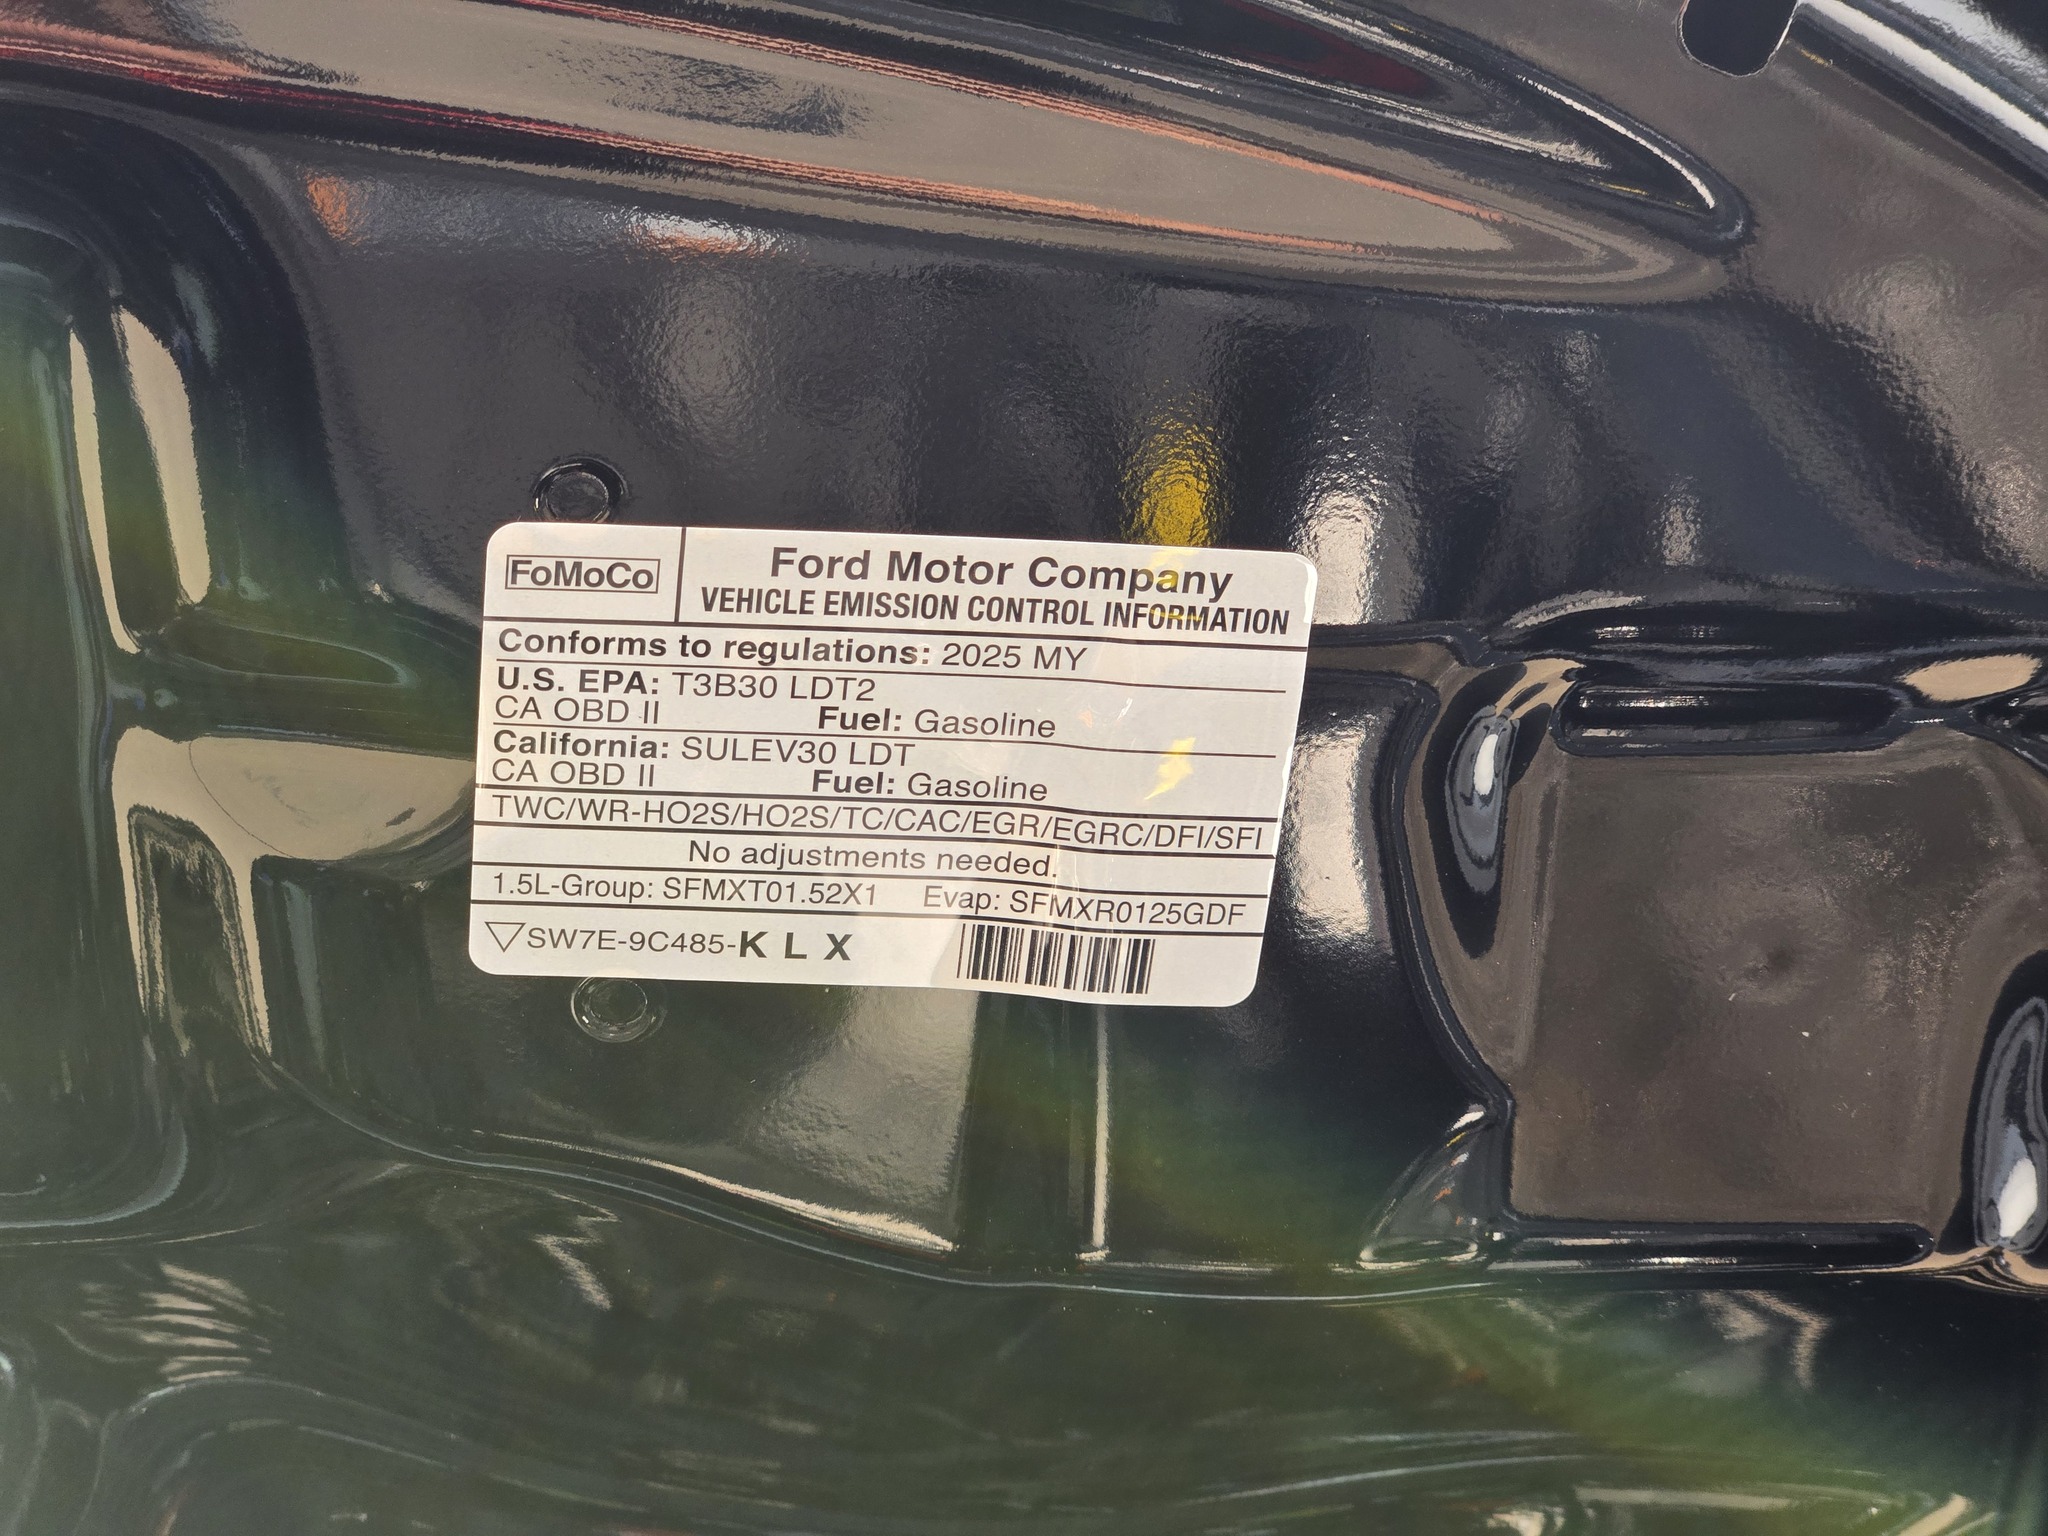 FoMoCo
Ford Motor Company
VEHICLE EMISSION CONTROL INFORMATION
Conforms to regulations: 2025 MY
U.S. EPA: T3B30 LDT2
CA OBD II Fuel: Gasoline
California: SULEV30 LDT
CA OBD II Fuel: Gasoline
TWC/WR-HO2S/HO2S/TC/CAC/EGR/EGRC/DFI/SFI
No adjustments needed.
1.5L-Group: SFMXT01.52X1 Evap: SFMXR0125GDF
SW7E-9C485-K L X